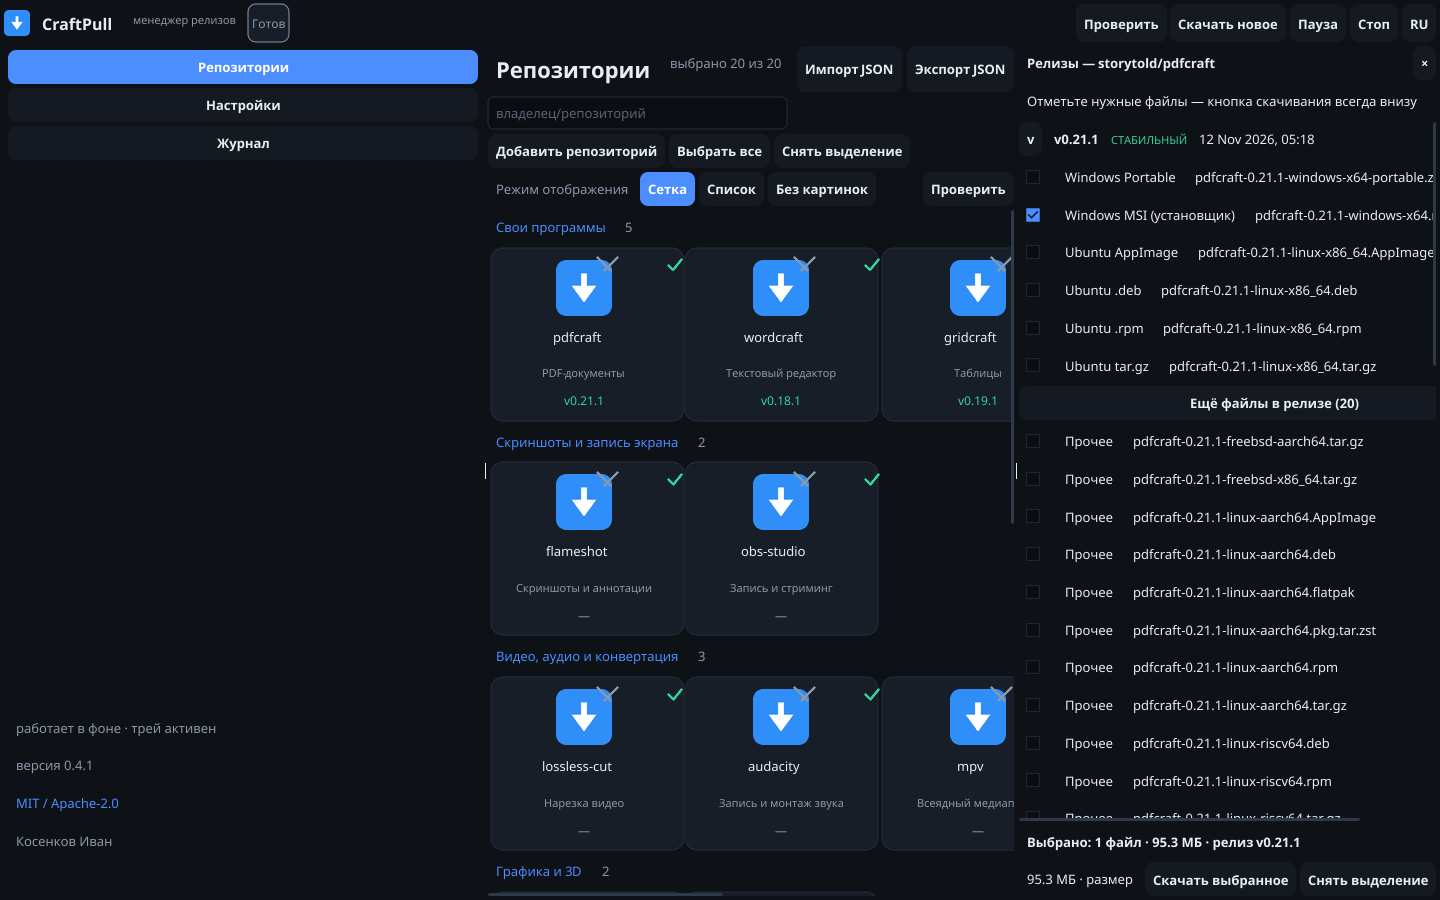 CraftPull
менеджер релизов
Готов
Проверить
Скачать новое
Пауза
Стоп
RU
Репозитории
Настройки
Журнал
работает в фоне · трей активен
версия 0.4.1
MIT / Apache-2.0
Косенков Иван
Репозитории
выбрано 20 из 20
Импорт JSON
Экспорт JSON
владелец/репозиторий
Добавить репозиторий
Выбрать все
Снять выделение
Режим отображения
Сетка
Список
Без картинок
Проверить
Свои программы 5
pdfcraft
PDF-документы
v0.21.1
wordcraft
Текстовый редактор
v0.18.1
gridcraft
Таблицы
v0.19.1
Скриншоты и запись экрана 2
flameshot
Скриншоты и аннотации
—
obs-studio
Запись и стриминг
—
Видео, аудио и конвертация 3
lossless-cut
Нарезка видео
—
audacity
Запись и монтаж звука
—
mpv
Всеядный медиап
—
Графика и 3D 2
Релизы — storytold/pdfcraft
×
Отметьте нужные файлы — кнопка скачивания всегда внизу
v v0.21.1 СТАБИЛЬНЫЙ 12 Nov 2026, 05:18
Windows Portable pdfcraft-0.21.1-windows-x64-portable.z
Windows MSI (установщик) pdfcraft-0.21.1-windows-x64.
Ubuntu AppImage pdfcraft-0.21.1-linux-x86_64.AppImage
Ubuntu .deb pdfcraft-0.21.1-linux-x86_64.deb
Ubuntu .rpm pdfcraft-0.21.1-linux-x86_64.rpm
Ubuntu tar.gz pdfcraft-0.21.1-linux-x86_64.tar.gz
Ещё файлы в релизе (20)
Прочее pdfcraft-0.21.1-freebsd-aarch64.tar.gz
Прочее pdfcraft-0.21.1-freebsd-x86_64.tar.gz
Прочее pdfcraft-0.21.1-linux-aarch64.AppImage
Прочее pdfcraft-0.21.1-linux-aarch64.deb
Прочее pdfcraft-0.21.1-linux-aarch64.flatpak
Прочее pdfcraft-0.21.1-linux-aarch64.pkg.tar.zst
Прочее pdfcraft-0.21.1-linux-aarch64.rpm
Прочее pdfcraft-0.21.1-linux-aarch64.tar.gz
Прочее pdfcraft-0.21.1-linux-riscv64.deb
Прочее pdfcraft-0.21.1-linux-riscv64.rpm
Прочее pdfcraft-0.21.1-linux-riscv64.tar.gz
Выбрано: 1 файл · 95.3 МБ · релиз v0.21.1
95.3 МБ · размер
Скачать выбранное
Снять выделение